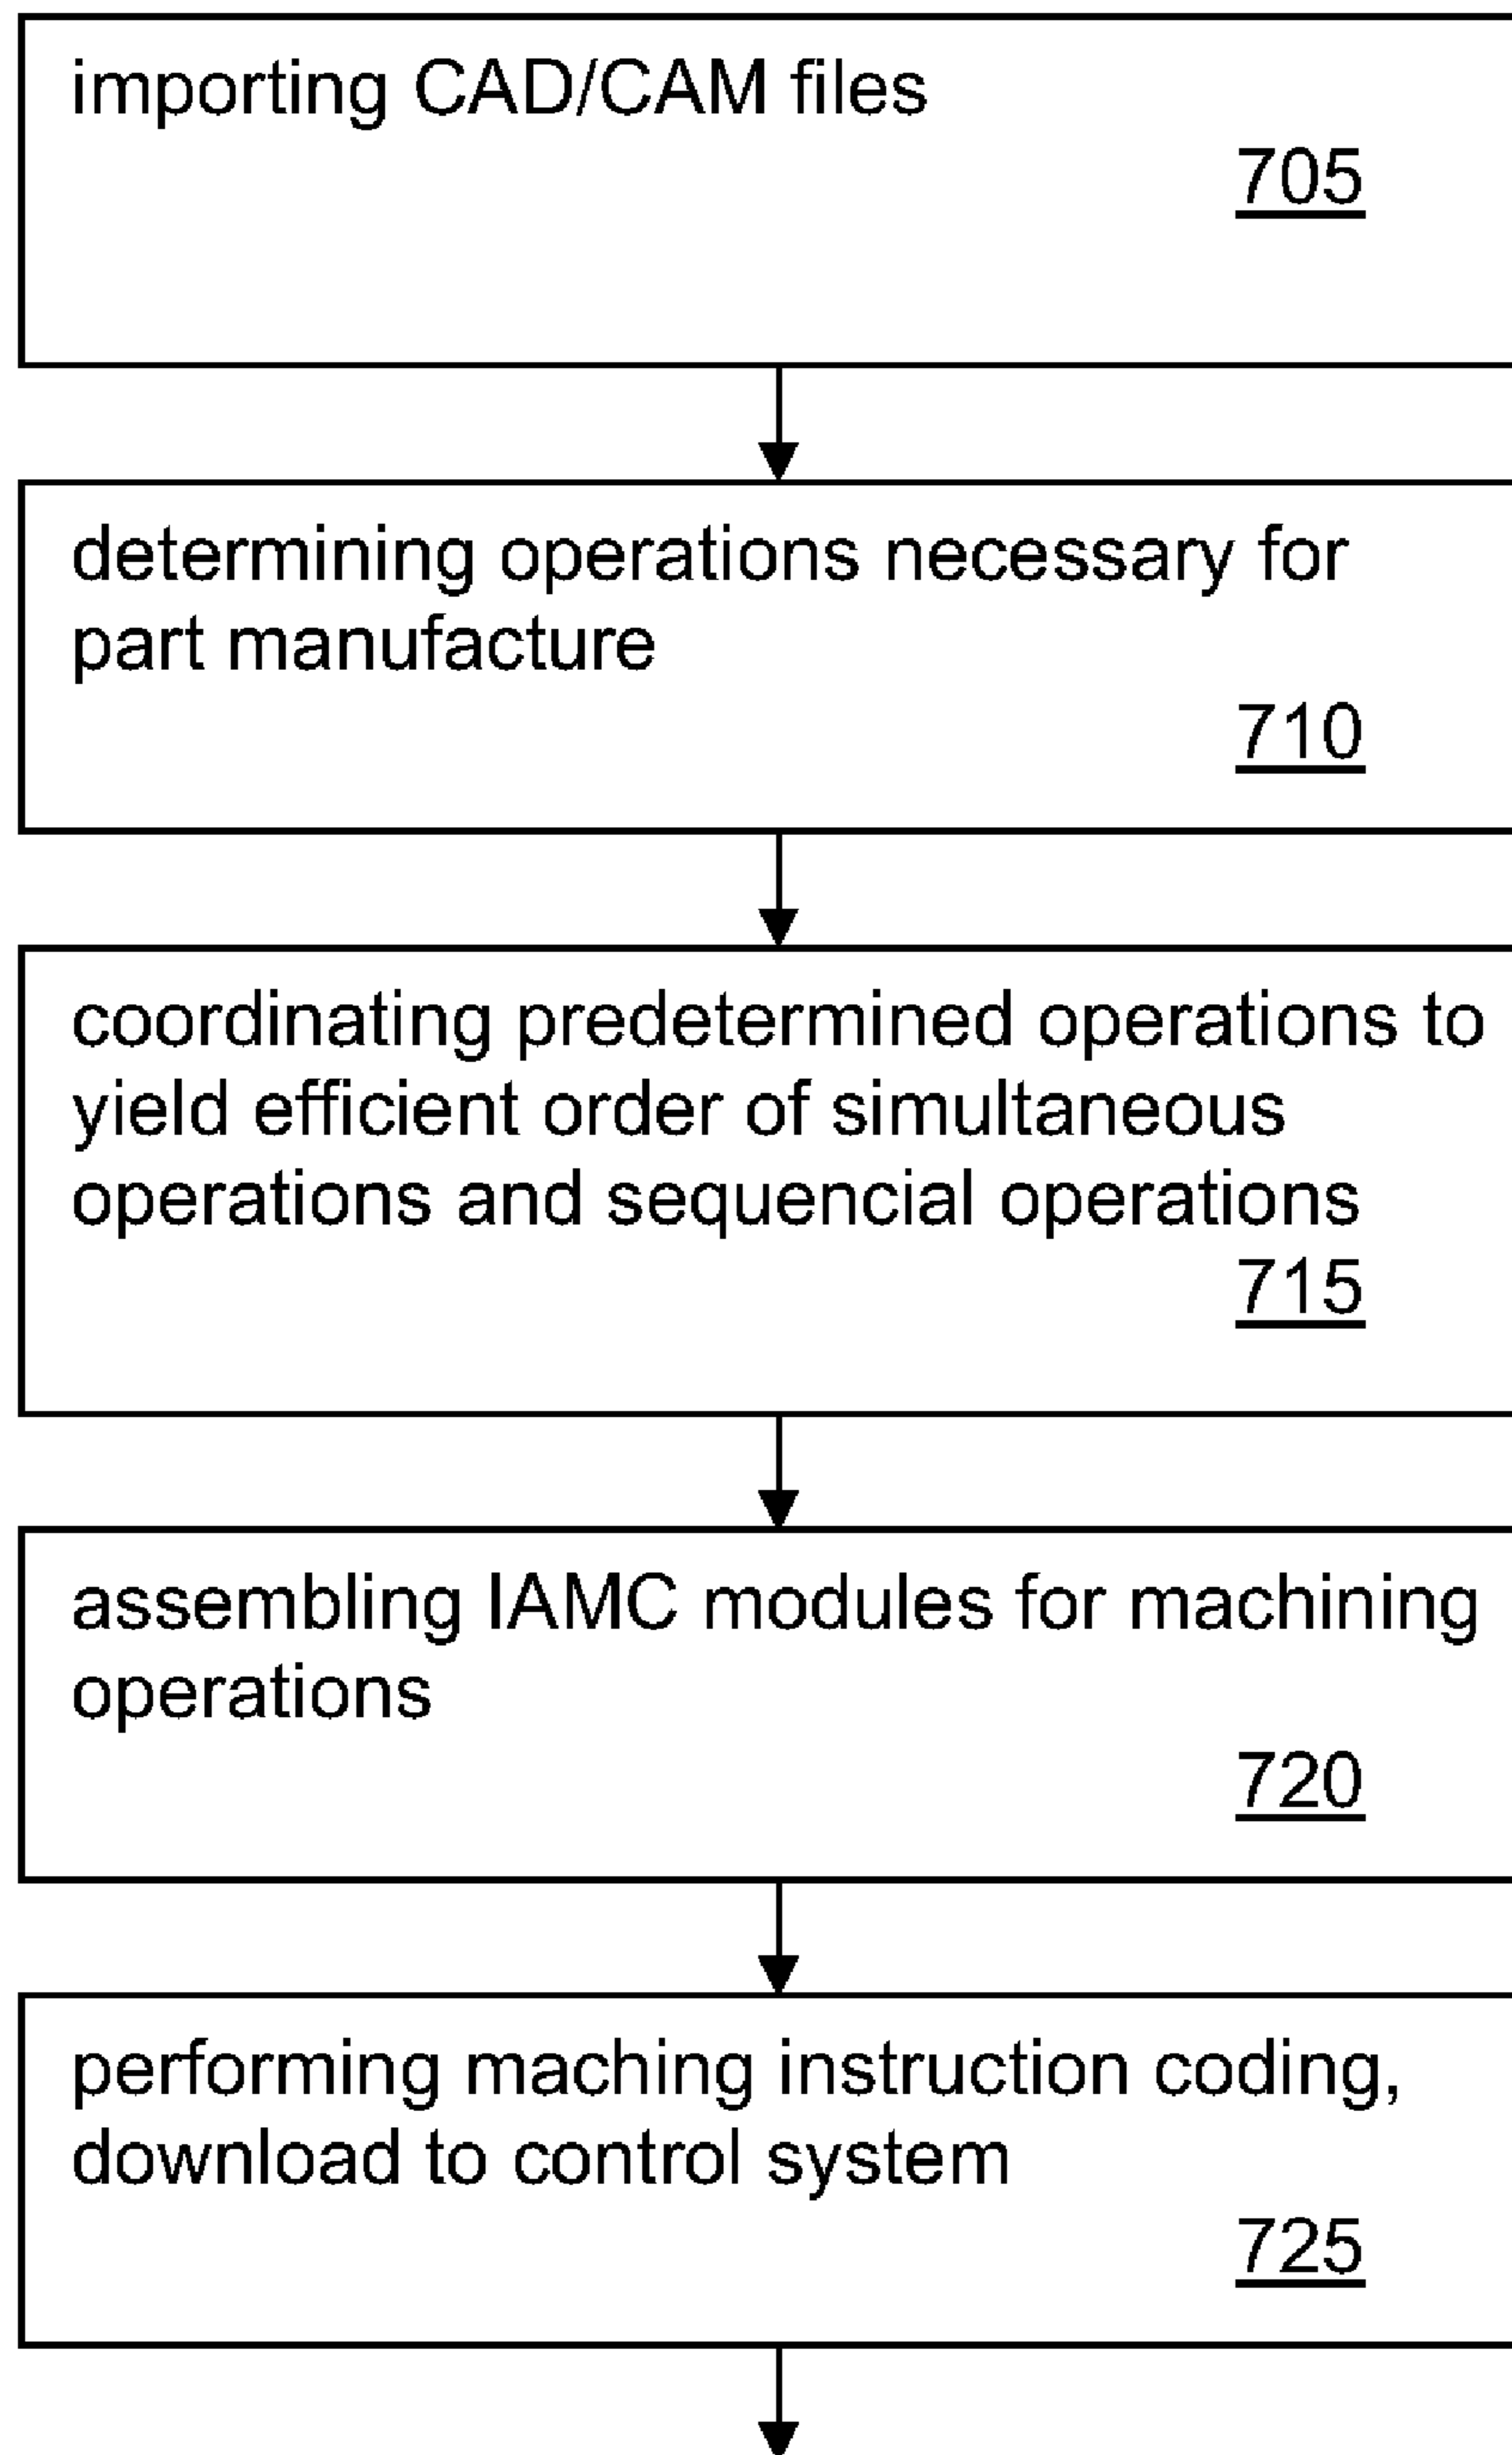 importing CAD/CAM files
705
determining operations necessary for
part manufacture
710
coordinating predetermined operations to
yield efficient order of simultaneous
operations and sequencial operations
715
assembling IAMC modules for machining
operations
720
performing maching instruction coding,
download to control system
725